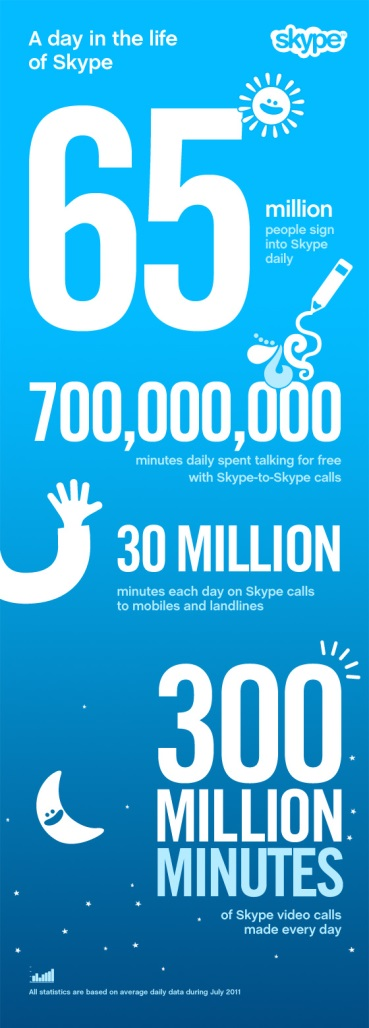 A day in the life
of Skype
skype
65
million
people sign
into Skype
daily
700,000,000
minutes daily spent talking for free
with Skype-to-Skype calls
30 MILLION
minutes each day on Skype calls
to mobiles and landlines
300
MILLION
MINUTES
of Skype video calls
made every day
All statistics are based on average daily data during July 2011